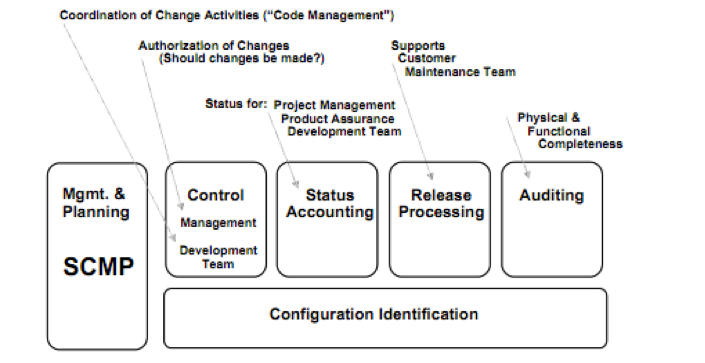 Coordination of Change Activities (“Code Management")
Authorization of Changes
(Should changes be made?)
Supports
Customer
Maintenance Team
Status for: Project Management
Product Assurance
Development Team
Physical &
Functional
Completeness
Mgmt. &
Planning
SCMP
Control
Management
Development
Team
Status
Accounting
Release
Processing
Auditing
Configuration Identification